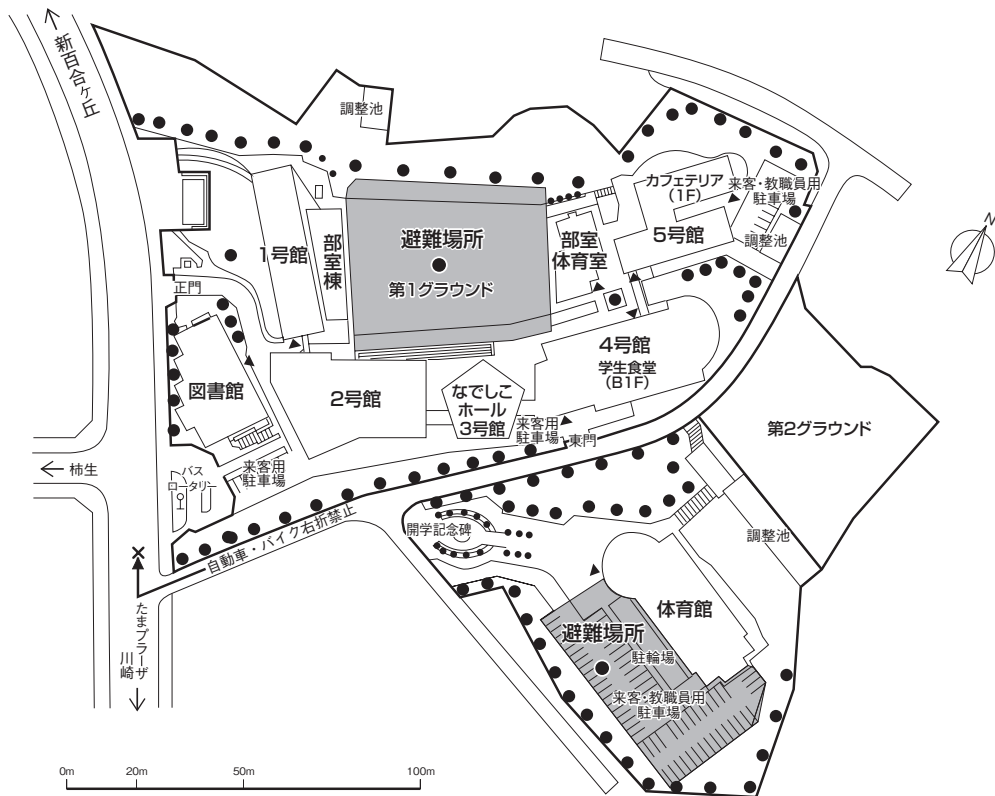 新百合ヶ丘
調整池
カフェテリア
(1F)
来客・教職員用
駐車場
N
1号館
部室棟
避難場所
第1グラウンド
部室
体育室
5号館
調整池
正門
図書館
2号館
なでしこ
ホール
3号館
4号館
学生食堂
(B1F)
来客用
駐車場
東門
第2グラウンド
柿生
バス
ロータリー
来客用
駐車場
自動車・バイク右折禁止
開学記念碑
調整池
たまプラーザ
川崎
体育館
避難場所
駐輪場
来客・教職員用
駐車場
0m
20m
50m
100m